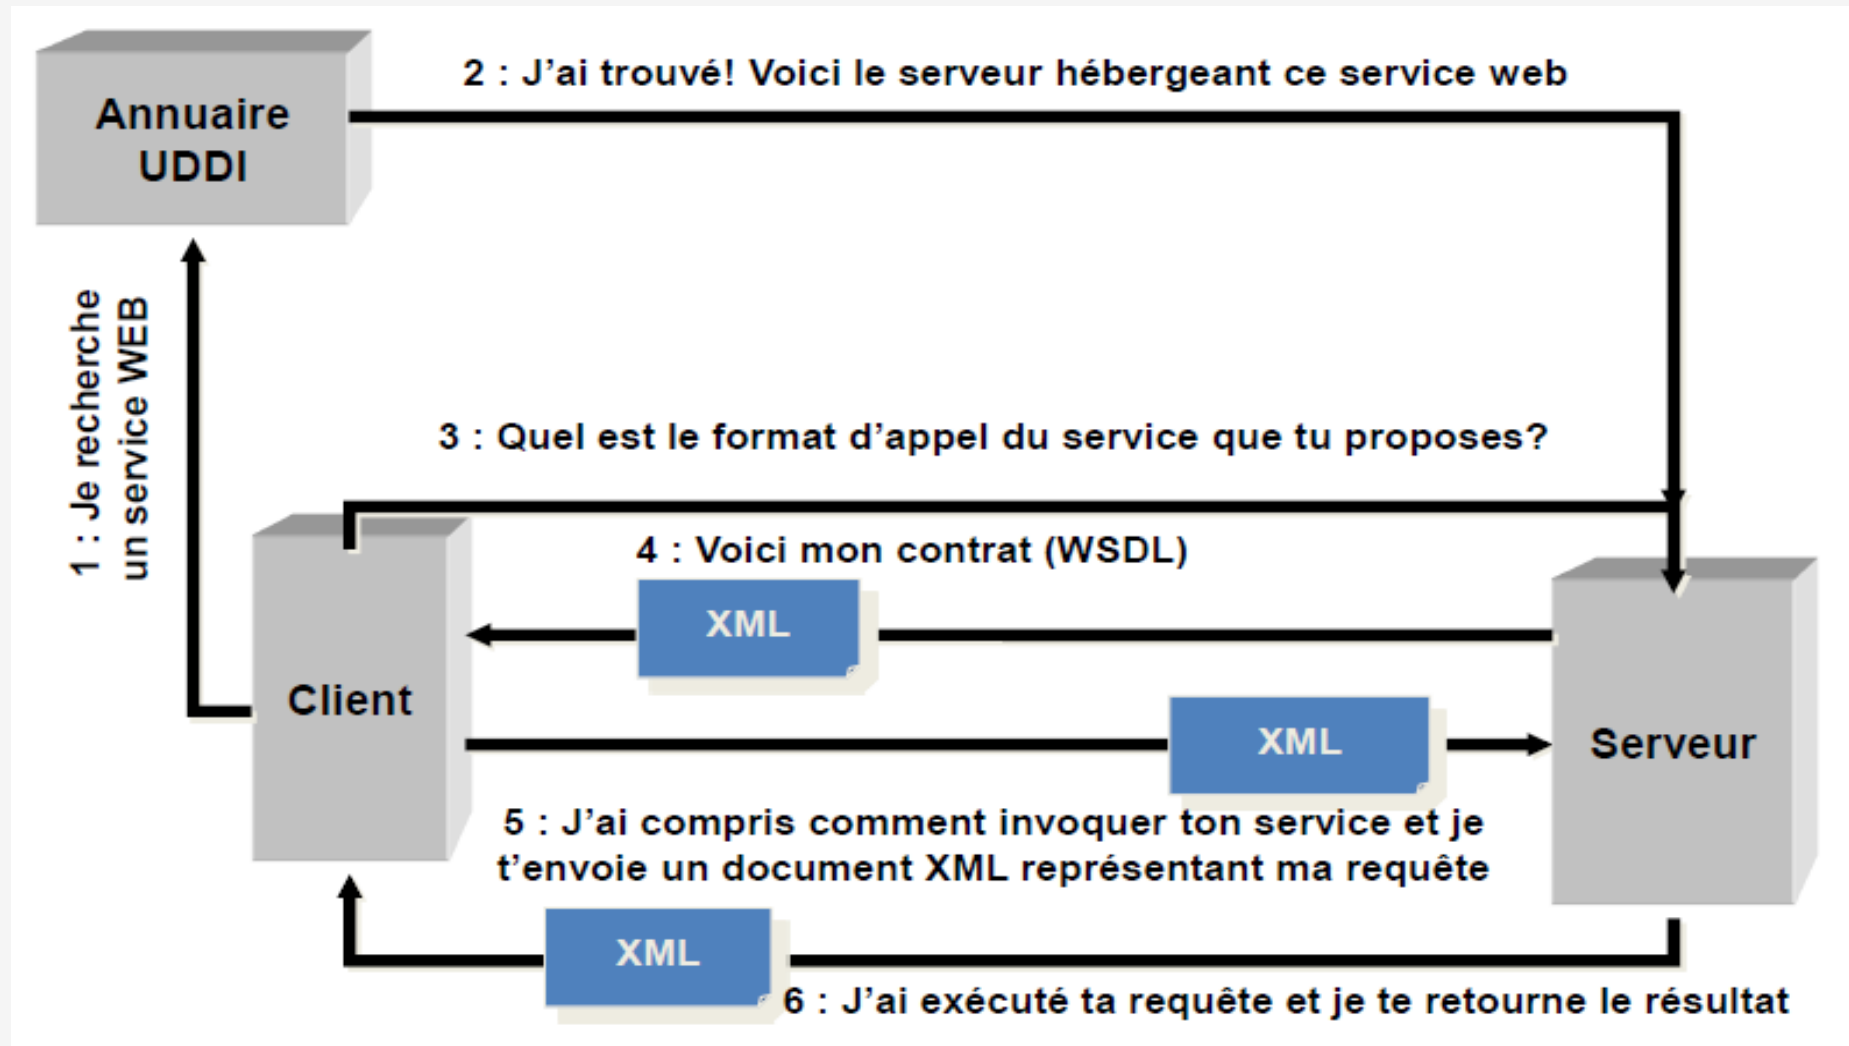 2 : J'ai trouvé! Voici le serveur hébergeant ce service web
Annuaire
UDDI
1 : Je recherche
un service WEB
3 : Quel est le format d'appel du service que tu proposes?
4 : Voici mon contrat (WSDL)
XML
Client
XML
Serveur
5 : J'ai compris comment invoquer ton service et je
t'envoie un document XML représentant ma requête
XML
6 : J'ai exécuté ta requête et je te retourne le résultat